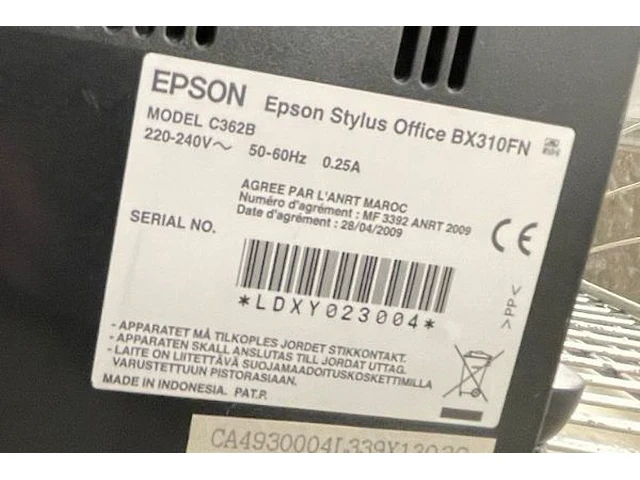 EPSON Epson Stylus Office BX310FN
MODEL C362B
220-240V~ 50-60Hz 0.25A
AGREE PAR L'ANRT MAROC
Numéro d'agrément : MF 3392 ANRT 2009
Date d'agrément : 28/04/2009
CE
SERIAL NO.
*LDXY023004*
>PP<
- APPARATET MÅ TILKOPLES JORDET STIKKONTAKT.
- APPARATEN SKALL ANSLUTAS TILL JORDAT UTTAG.
- LAITE ON LIITETTÄVÄ SUOJAMAADOITUSKOSKETTIMILLA
VARUSTETTUUN PISTORASIAAN.
MADE IN INDONESIA. PAT.P.